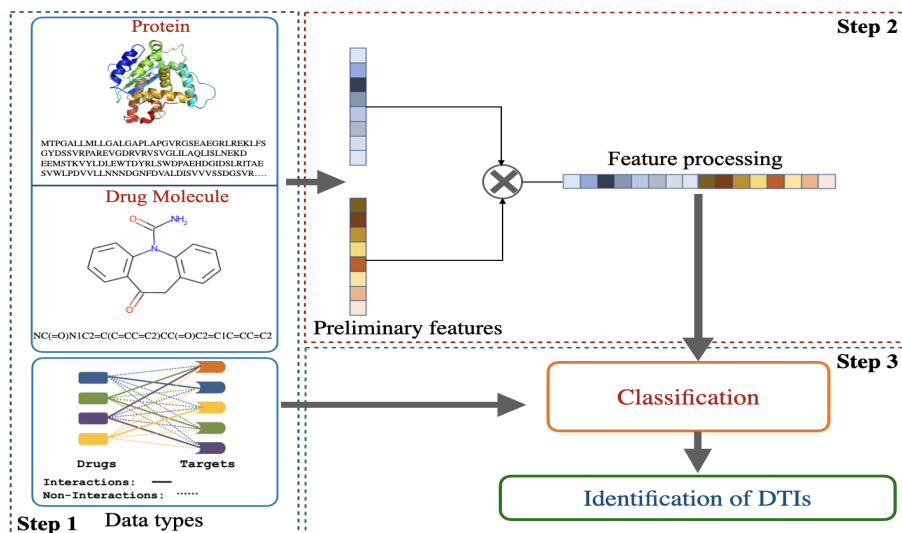 Protein
MTPGALLMLLGALGAPLAPGVRGSEAEGRLREKLFS
GYDSSVRPAREVGDRVRVSVGLILAQLISLNEKD
EEMSTKVYLDLEWTDYRLSWDPAEHDGIDSLRITAE
SVWLPDVVLLNNNDGNFDVALDISVVVSSDGSVR....
Drug Molecule
O
NH2
N
O
NC(=O)N1C2=C(C=CC=C2)CC(=O)C2=C1C=CC=C2
Drugs
Targets
Interactions:
Non-Interactions:
Step 1
Data types
Step 2
Feature processing
Preliminary features
Step 3
Classification
Identification of DTIs